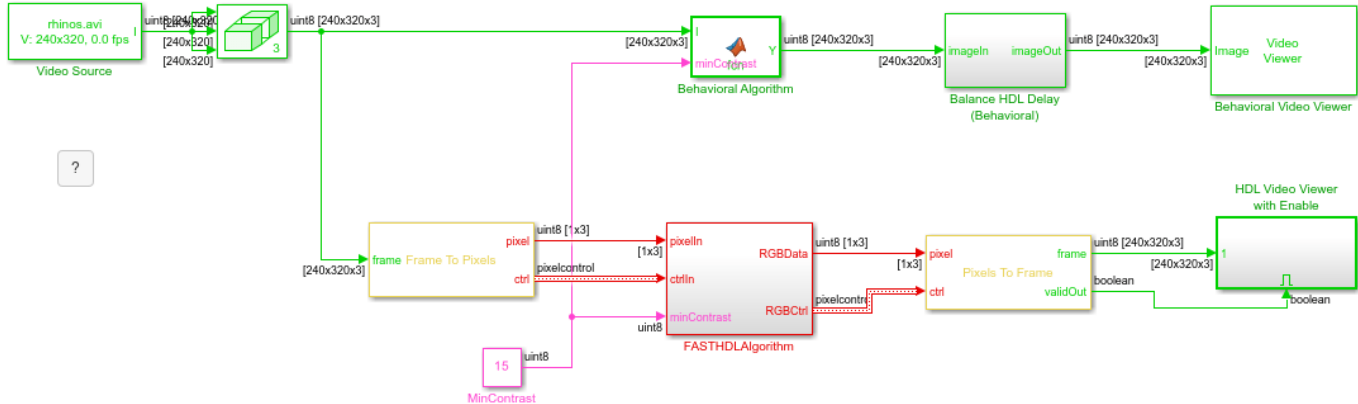 rhinos.avi
V: 240x320, 0.0 fps
I
Video Source
uint8 [240x320]
[240x320]
[240x320]
[240x320]
3
uint8 [240x320x3]
[240x320x3]
I
Y
minContrast
fcn
Behavioral Algorithm
uint8 [240x320x3]
[240x320x3]
imageIn
imageOut
Balance HDL Delay
(Behavioral)
uint8 [240x320x3]
[240x320x3]
Image
Video
Viewer
Behavioral Video Viewer
?
[240x320x3]
frame
Frame To Pixels
pixel
ctrl
uint8 [1x3]
[1x3]
pixelcontrol
uint8
pixelIn
ctrlIn
minContrast
RGBData
RGBCtrl
FASTHDLAlgorithm
uint8 [1x3]
[1x3]
pixelcontrol
pixel
ctrl
Pixels To Frame
frame
validOut
uint8 [240x320x3]
[240x320x3]
boolean
boolean
HDL Video Viewer
with Enable
1
15
uint8
MinContrast